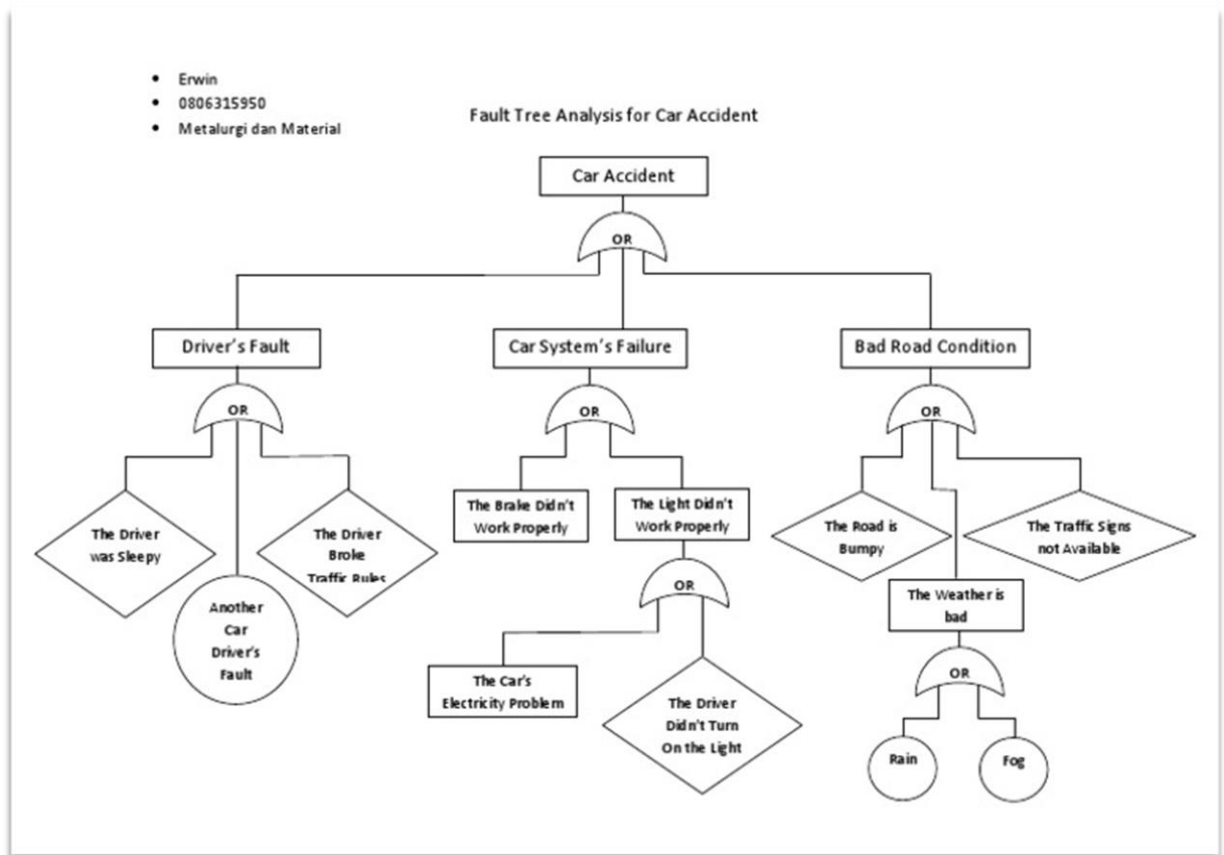 Erwin
0806315950
Metalurgi dan Material
Fault Tree Analysis for Car Accident
Car Accident
OR
Driver's Fault
Car System's Failure
Bad Road Condition
OR
OR
OR
The Driver
was Sleepy
Another
Car
Driver's
Fault
The Driver
Broke
Traffic Rules
The Brake Didn't
Work Properly
The Light Didn't
Work Properly
The Road is
Bumpy
The Traffic Signs
not Available
OR
The Weather is
bad
The Car's
Electricity Problem
The Driver
Didn't Turn
On the Light
OR
Rain
Fog